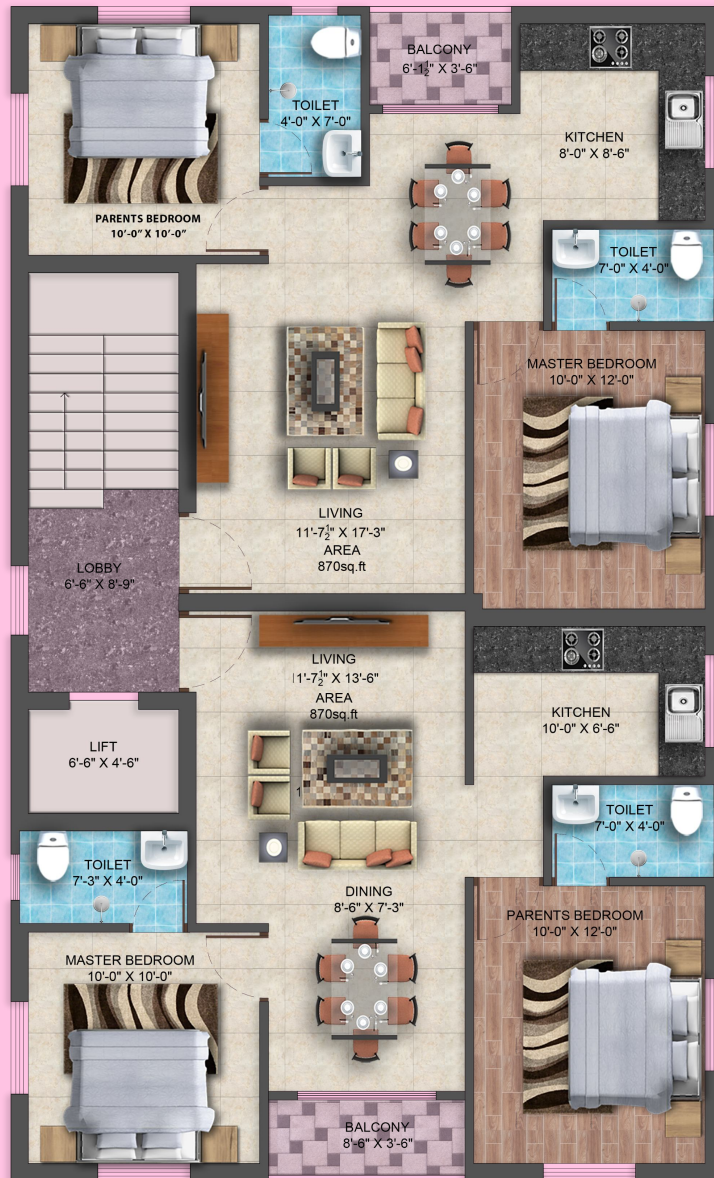 BALCONY
6'-1½" X 3'-6"
TOILET
4'-0" X 7'-0"
KITCHEN
8'-0" X 8'-6"
PARENTS BEDROOM
10'-0" X 10'-0"
TOILET
7'-0" X 4'-0"
MASTER BEDROOM
10'-0" X 12'-0"
LIVING
11'-7½" X 17'-3"
AREA
870sq.ft
LOBBY
6'-6" X 8'-9"
LIVING
1'-7½" X 13'-6"
AREA
870sq.ft
KITCHEN
10'-0" X 6'-6"
LIFT
6'-6" X 4'-6"
1
TOILET
7'-0" X 4'-0"
TOILET
7'-3" X 4'-0"
DINING
8'-6" X 7'-3"
PARENTS BEDROOM
10'-0" X 12'-0"
MASTER BEDROOM
10'-0" X 10'-0"
BALCONY
8'-6" X 3'-6"